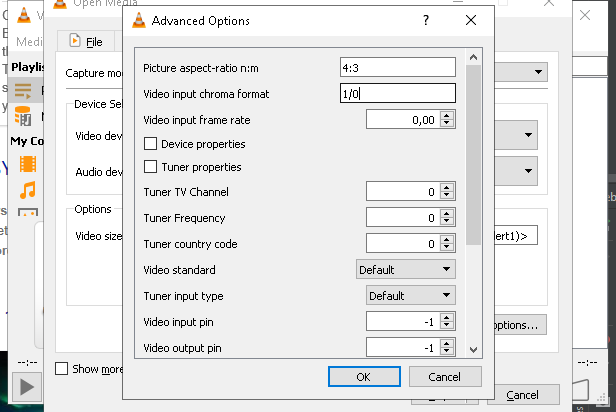 Open Media
Advanced Options
?
File
Picture aspect-ratio n:m
4:3
Video input chroma format
1/0
Video input frame rate
0,00
Device properties
Tuner properties
Tuner TV Channel
0
Tuner Frequency
0
Tuner country code
0
Video standard
Default
Tuner input type
Default
Video input pin
-1
Video output pin
-1
OK
Cancel
Capture mo
Device Sel
Video dev
Audio dev
Options
Video size
lert1)>
options...
Show more
Cancel
Media
Playlis
My Co
--:--
--:--